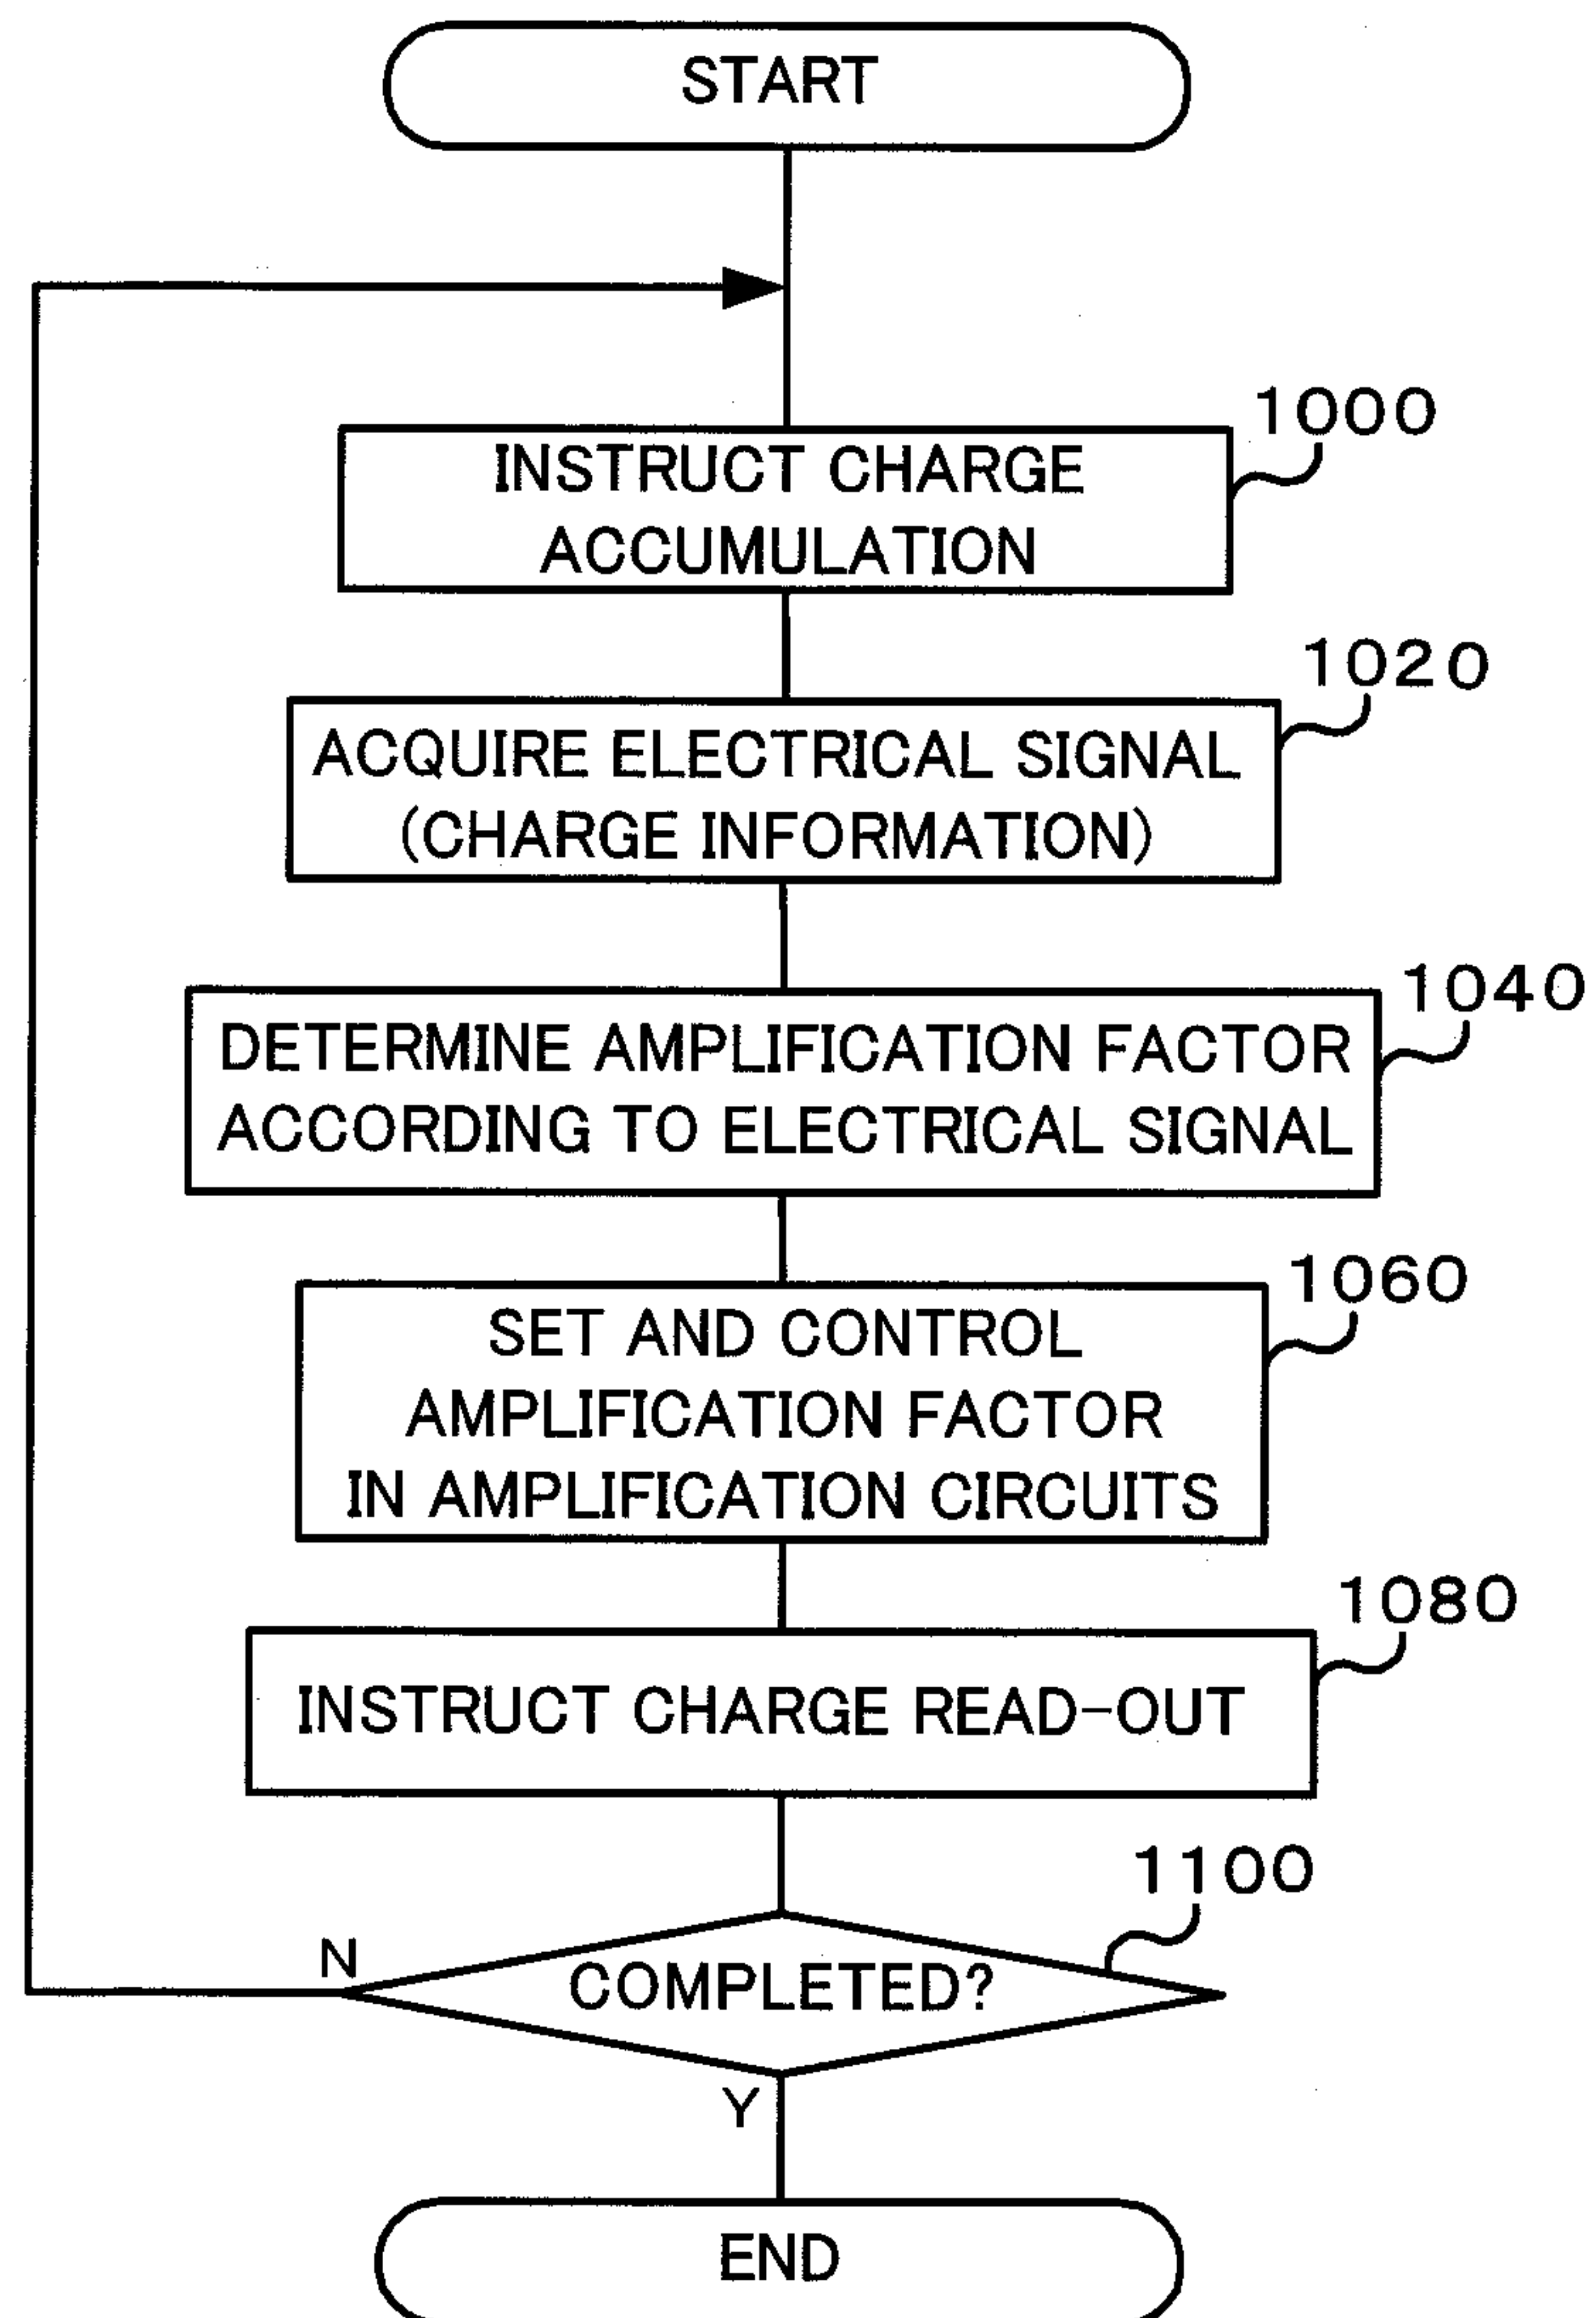 START
1000
INSTRUCT CHARGE
ACCUMULATION
1020
ACQUIRE ELECTRICAL SIGNAL
(CHARGE INFORMATION)
1040
DETERMINE AMPLIFICATION FACTOR
ACCORDING TO ELECTRICAL SIGNAL
1060
SET AND CONTROL
AMPLIFICATION FACTOR
IN AMPLIFICATION CIRCUITS
1080
INSTRUCT CHARGE READ-OUT
1100
N
COMPLETED?
Y
END